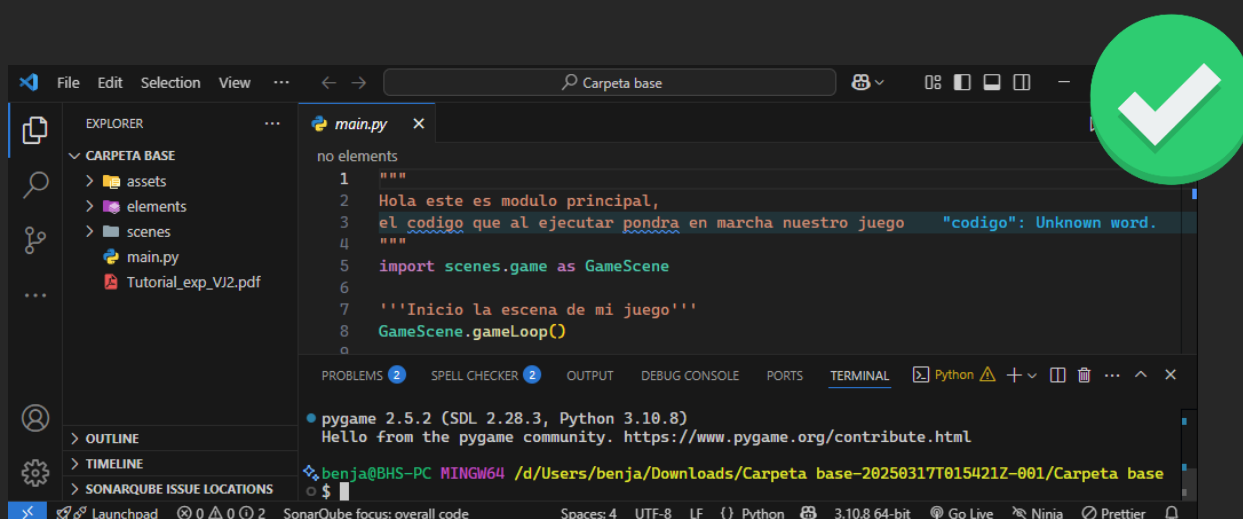 File Edit Selection View ··· ← → Carpeta base
EXPLORER ···
CARPETA BASE
assets
elements
scenes
main.py
Tutorial_exp_VJ2.pdf
OUTLINE
TIMELINE
SONARQUBE ISSUE LOCATIONS
main.py
no elements
1 """
2 Hola este es modulo principal,
3 el codigo que al ejecutar pondra en marcha nuestro juego "codigo": Unknown word.
4 """
5 import scenes.game as GameScene
6
7 '''Inicio la escena de mi juego'''
8 GameScene.gameLoop()
9
PROBLEMS 2 SPELL CHECKER 2 OUTPUT DEBUG CONSOLE PORTS TERMINAL Python
pygame 2.5.2 (SDL 2.28.3, Python 3.10.8)
Hello from the pygame community. https://www.pygame.org/contribute.html
benja@BHS-PC MINGW64 /d/Users/benja/Downloads/Carpeta base-20250317T015421Z-001/Carpeta base
$
Launchpad 0 0 2 SonarQube focus: overall code Spaces: 4 UTF-8 LF {} Python 3.10.8 64-bit Go Live Ninja Prettier